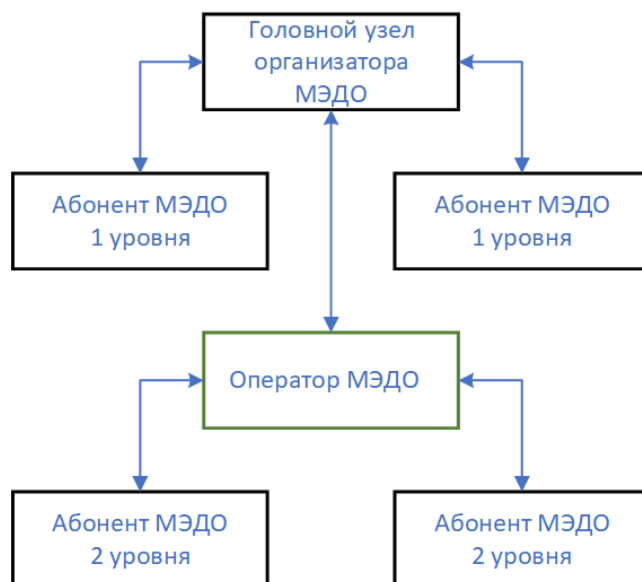 Головной узел
организатора
МЭДО
Абонент МЭДО
1 уровня
Абонент МЭДО
1 уровня
Оператор МЭДО
Абонент МЭДО
2 уровня
Абонент МЭДО
2 уровня